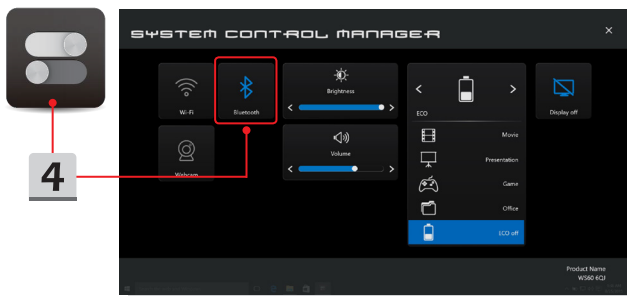 SYSTEM CONTROL MANAGER
Wi-Fi
Bluetooth
Brightness
ECO
Display off
Webcam
Volume
Movie
Presentation
Game
Office
ECO off
4
Product Name
WS60 6QJ